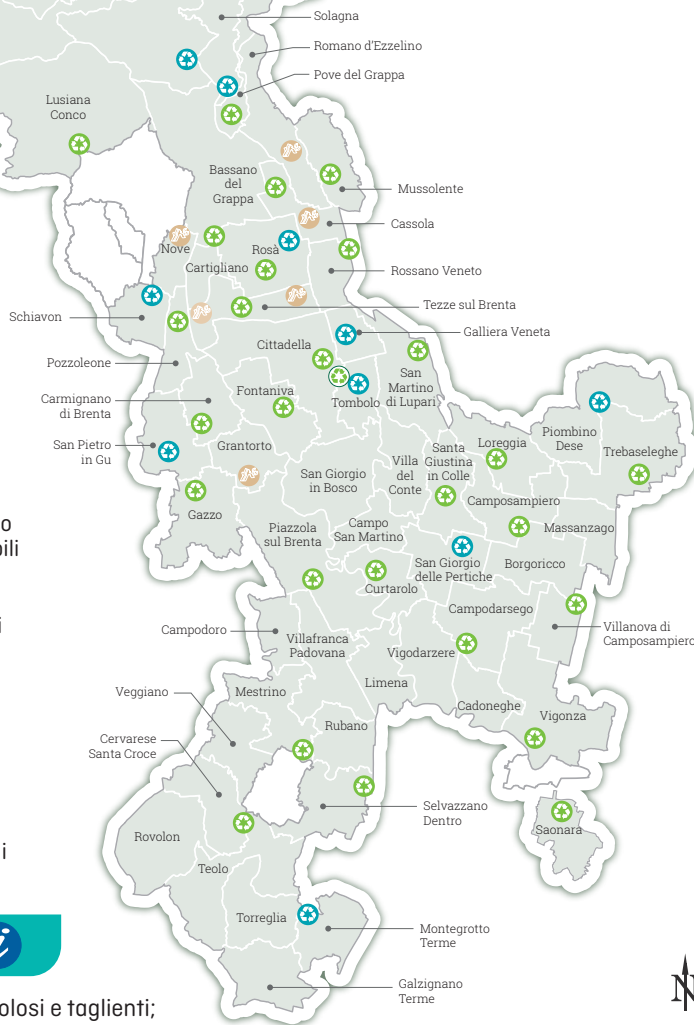 Solagna
Romano d'Ezzelino
Pove del Grappa
Lusiana
Conco
Bassano
del
Grappa
Mussolente
Cassola
Nove
Rosà
Cartigliano
Rossano Veneto
Tezze sul Brenta
Schiavon
Galliera Veneta
Cittadella
Pozzoleone
San
Martino
di Lupari
Carmignano
di Brenta
Fontaniva
Tombolo
San Pietro
in Gu
Grantorto
Piombino
Dese
Loreggia
Santa
Giustina
in Colle
Trebaseleghe
Villa
del
Conte
San Giorgio
in Bosco
Camposampiero
Gazzo
Piazzola
sul Brenta
Campo
San Martino
Massanzago
San Giorgio
delle Pertiche
Borgoricco
Curtarolo
Campodarsego
Campodoro
Villafranca
Padovana
Vigodarzere
Villanova di
Camposampiero
Limena
Veggiano
Mestrino
Cadoneghe
Vigonza
Rubano
Cervarese
Santa Croce
Selvazzano
Dentro
Saonara
Rovolon
Teolo
Torreglia
Montegrotto
Terme
Galzignano
Terme
o
bili
i
i
i
olosi e taglienti;
N